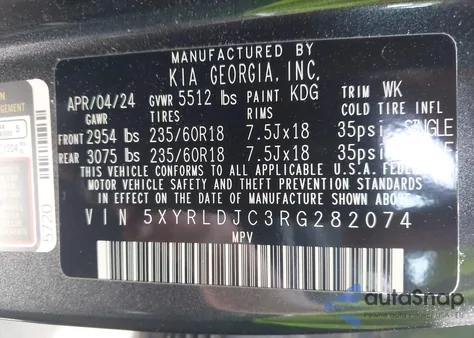 MANUFACTURED BY
KIA GEORGIA, INC.
APR/04/24 GVWR 5512 lbs PAINT KDG TRIM WK
GAWR TIRES RIMS COLD TIRE INFL
FRONT 2954 lbs 235/60R18 7.5Jx18 35psi SINGLE
REAR 3075 lbs 235/60R18 7.5Jx18 35psi SINGLE
THIS VEHICLE CONFORMS TO ALL APPLICABLE U.S.A. FEDERAL
MOTOR VEHICLE SAFETY AND THEFT PREVENTION STANDARDS
IN EFFECT ON THE DATE OF MANUFACTURE SHOWN ABOVE.
VIN 5XYRLDJC3RG282074
MPV
5720
autoSnap